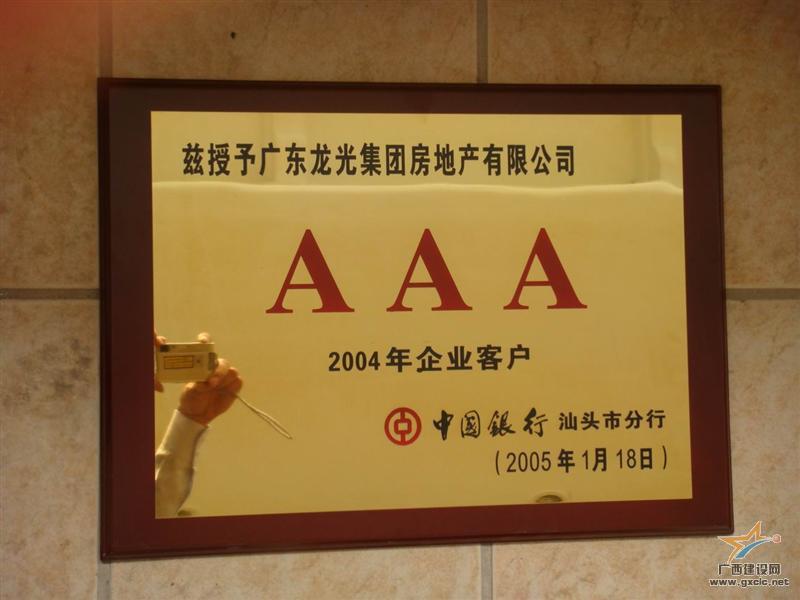 兹授予广东龙光集团房地产有限公司
AAA
2004年企业客户
中国銀行 汕头市分行
(2005年1月18日)
广西建设网
www.gxcic.net